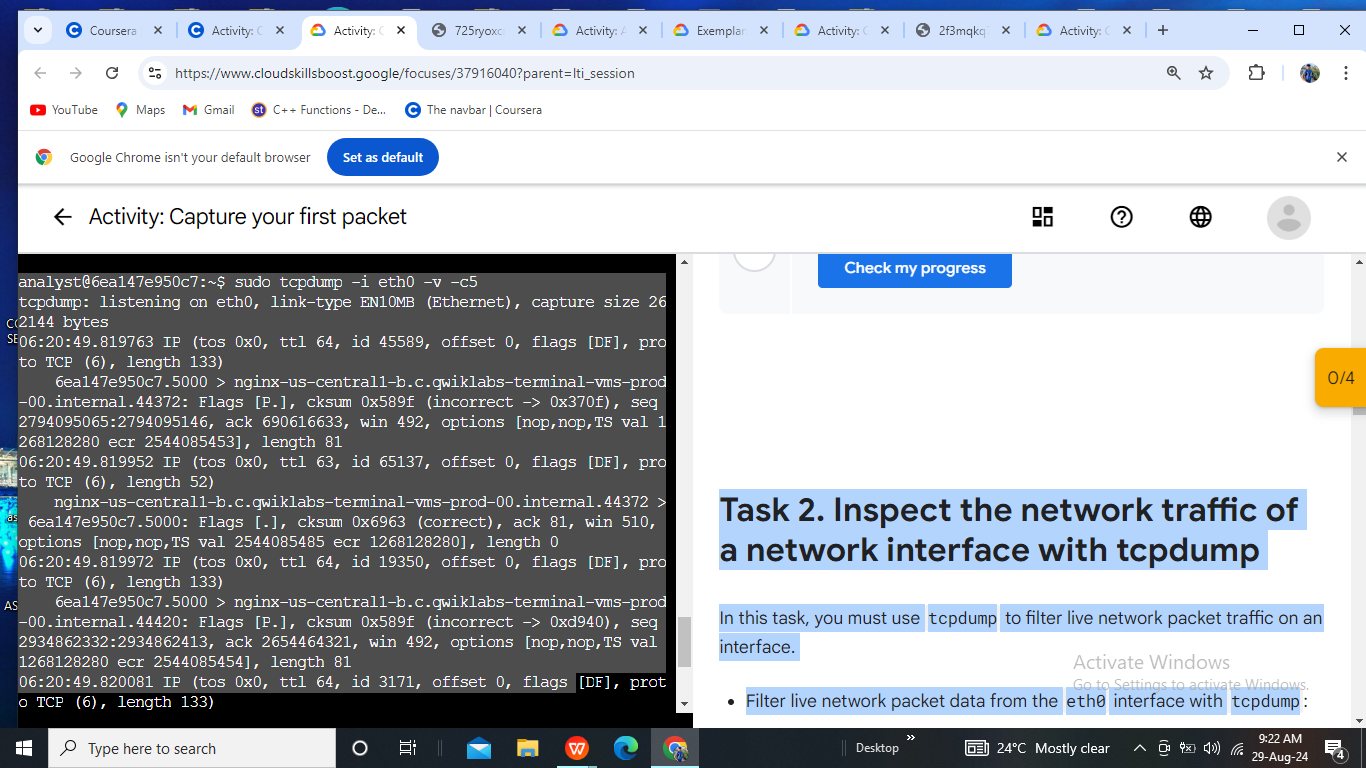 Coursera
Activity: C
Activity: C
725ryoxc
Activity: A
Exemplar
Activity: C
2f3mqkq
Activity: C
https://www.cloudskillsboost.google/focuses/37916040?parent=lti_session
YouTube
Maps
Gmail
C++ Functions - De...
The navbar | Coursera
Google Chrome isn't your default browser
Set as default
Activity: Capture your first packet
analyst@6ea147e950c7:~$ sudo tcpdump -i eth0 -v -c5
tcpdump: listening on eth0, link-type EN10MB (Ethernet), capture size 26
2144 bytes
06:20:49.819763 IP (tos 0x0, ttl 64, id 45589, offset 0, flags [DF], pro
to TCP (6), length 133)
6ea147e950c7.5000 > nginx-us-central1-b.c.qwiklabs-terminal-vms-prod
-00.internal.44372: Flags [P.], cksum 0x589f (incorrect -> 0x370f), seq
2794095065:2794095146, ack 690616633, win 492, options [nop,nop,TS val 1
268128280 ecr 2544085453], length 81
06:20:49.819952 IP (tos 0x0, ttl 63, id 65137, offset 0, flags [DF], pro
to TCP (6), length 52)
nginx-us-central1-b.c.qwiklabs-terminal-vms-prod-00.internal.44372 >
6ea147e950c7.5000: Flags [.], cksum 0x6963 (correct), ack 81, win 510,
options [nop,nop,TS val 2544085485 ecr 1268128280], length 0
06:20:49.819972 IP (tos 0x0, ttl 64, id 19350, offset 0, flags [DF], pro
to TCP (6), length 133)
6ea147e950c7.5000 > nginx-us-central1-b.c.qwiklabs-terminal-vms-prod
-00.internal.44420: Flags [P.], cksum 0x589f (incorrect -> 0xd940), seq
2934862332:2934862413, ack 2654464321, win 492, options [nop,nop,TS val
1268128280 ecr 2544085454], length 81
06:20:49.820081 IP (tos 0x0, ttl 64, id 3171, offset 0, flags [DF], prot
o TCP (6), length 133)
Check my progress
0/4
Task 2. Inspect the network traffic of
a network interface with tcpdump
In this task, you must use tcpdump to filter live network packet traffic on an
interface.
• Filter live network packet data from the eth0 interface with tcpdump:
Activate Windows
Go to Settings to activate Windows.
Type here to search
Desktop
24°C Mostly clear
9:22 AM
29-Aug-24
4